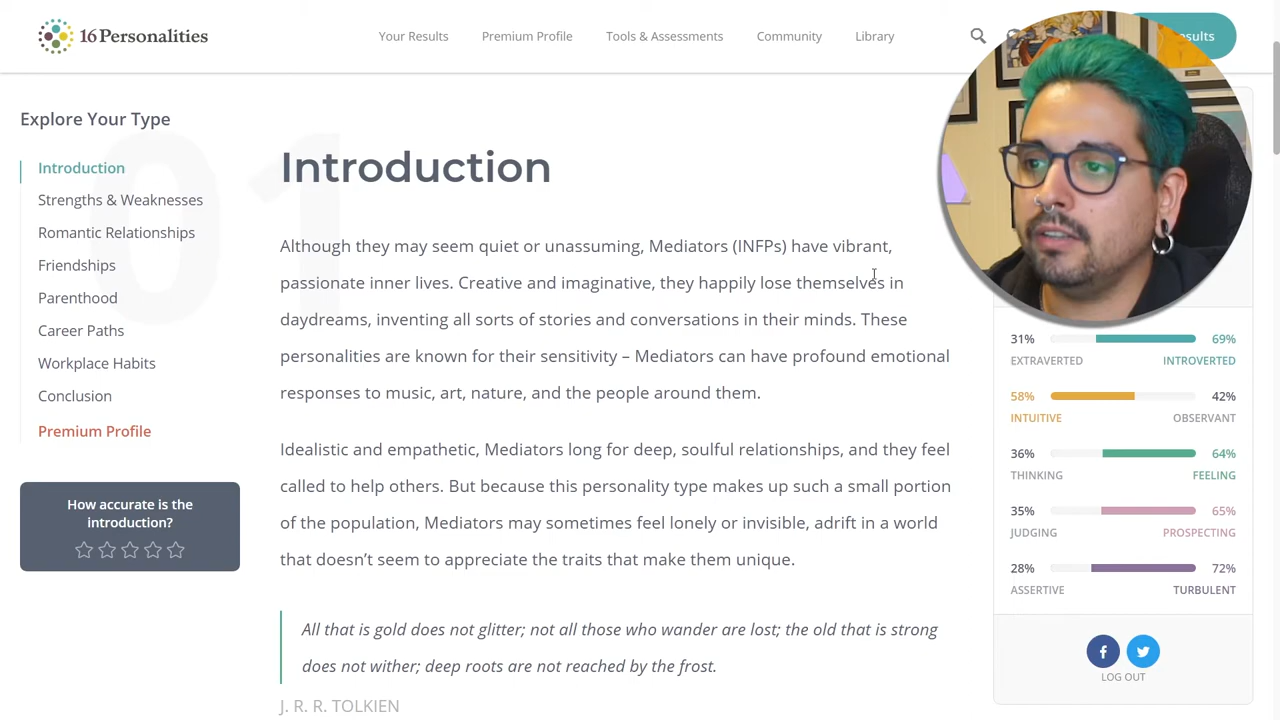 16Personalities
Your Results
Premium Profile
Tools & Assessments
Community
Library
Explore Your Type
Introduction
Strengths & Weaknesses
Romantic Relationships
Friendships
Parenthood
Career Paths
Workplace Habits
Conclusion
Premium Profile
How accurate is the
introduction?
01
Introduction
Although they may seem quiet or unassuming, Mediators (INFPs) have vibrant,
passionate inner lives. Creative and imaginative, they happily lose themselves in
daydreams, inventing all sorts of stories and conversations in their minds. These
personalities are known for their sensitivity – Mediators can have profound emotional
responses to music, art, nature, and the people around them.
Idealistic and empathetic, Mediators long for deep, soulful relationships, and they feel
called to help others. But because this personality type makes up such a small portion
of the population, Mediators may sometimes feel lonely or invisible, adrift in a world
that doesn’t seem to appreciate the traits that make them unique.
All that is gold does not glitter; not all those who wander are lost; the old that is strong
does not wither; deep roots are not reached by the frost.
J. R. R. TOLKIEN
31% 69%
EXTRAVERTED INTROVERTED
58% 42%
INTUITIVE OBSERVANT
36% 64%
THINKING FEELING
35% 65%
JUDGING PROSPECTING
28% 72%
ASSERTIVE TURBULENT
LOG OUT